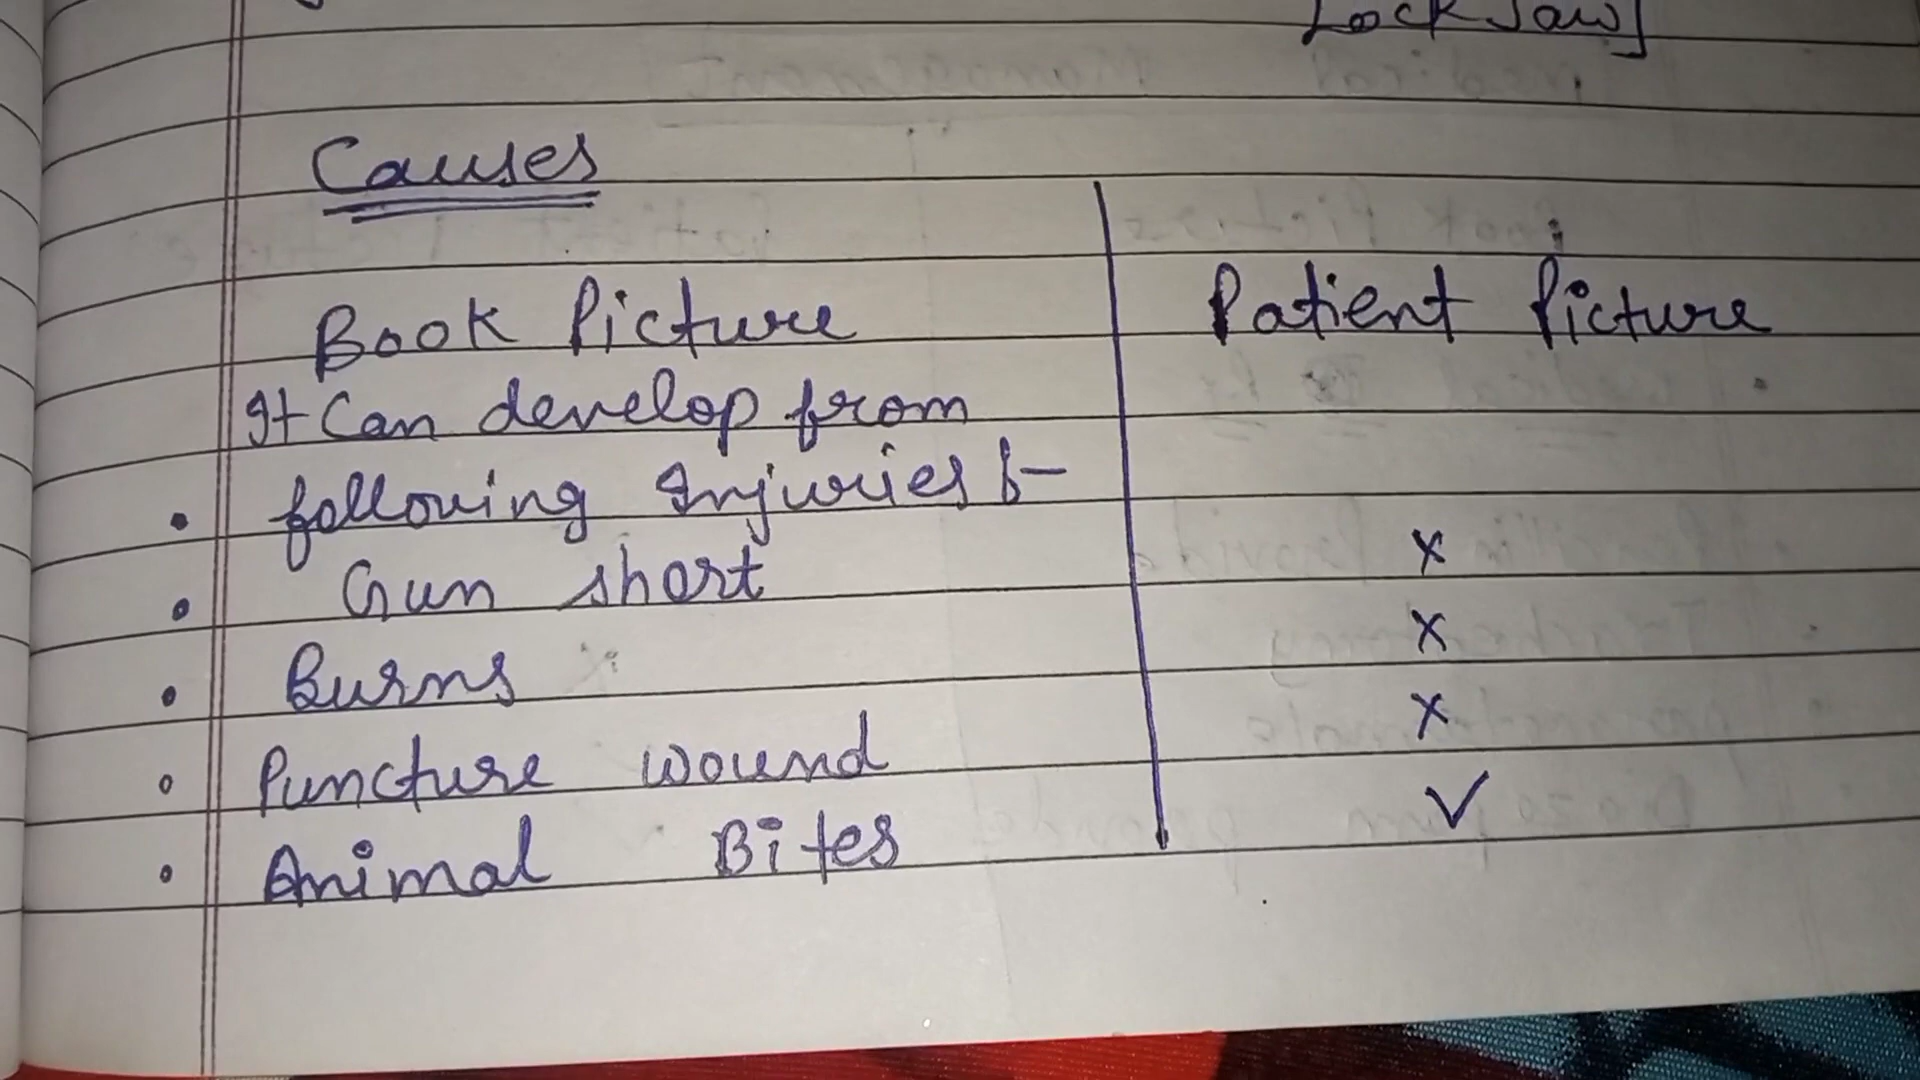 Lock Jaw]
Causes
Book Picture
Patient Picture
It Can develop from
following Injuries :-
Gun short
x
Burns
x
Puncture wound
x
Animal Bites
✓